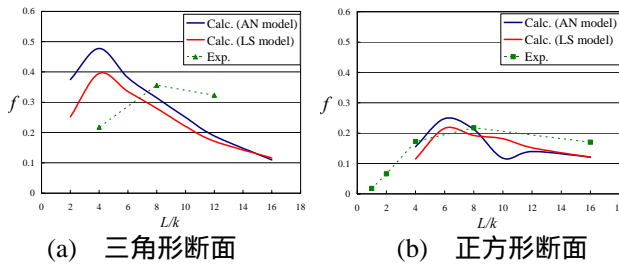 0.6
0.5
0.4
0.3
0.2
0.1
0
f
0 2 4 6 8 10 12 14 16 18
L/k
Calc. (AN model)
Calc. (LS model)
Exp.
(a) 三角形断面
0.6
0.5
0.4
0.3
0.2
0.1
0
f
0 2 4 6 8 10 12 14 16 18
L/k
Calc. (AN model)
Calc. (LS model)
Exp.
(b) 正方形断面